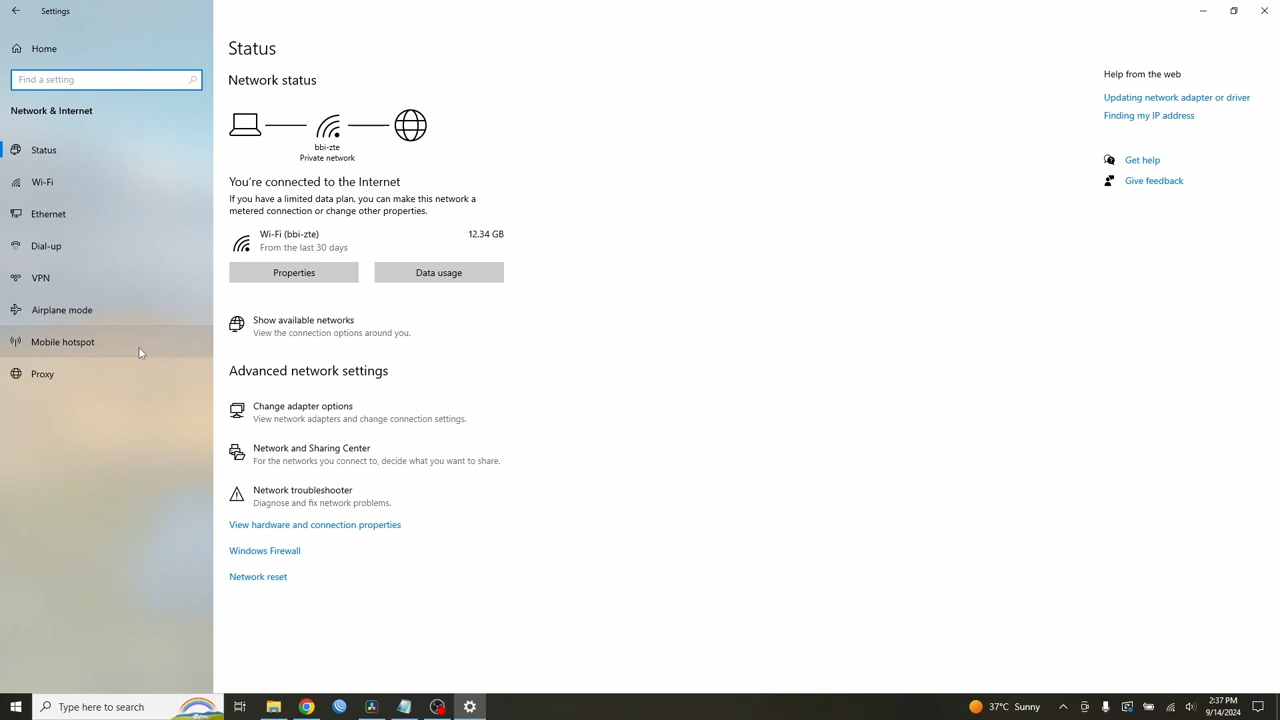 Settings
Home
Find a setting
Network & Internet
Status
Wi-Fi
Ethernet
Dial-up
VPN
Airplane mode
Mobile hotspot
Proxy
Status
Network status
bbi-zte
Private network
You're connected to the Internet
If you have a limited data plan, you can make this network a
metered connection or change other properties.
Wi-Fi (bbi-zte) 12.34 GB
From the last 30 days
Properties Data usage
Show available networks
View the connection options around you.
Advanced network settings
Change adapter options
View network adapters and change connection settings.
Network and Sharing Center
For the networks you connect to, decide what you want to share.
Network troubleshooter
Diagnose and fix network problems.
View hardware and connection properties
Windows Firewall
Network reset
Help from the web
Updating network adapter or driver
Finding my IP address
Get help
Give feedback
Type here to search
37°C Sunny
2:37 PM
9/14/2024